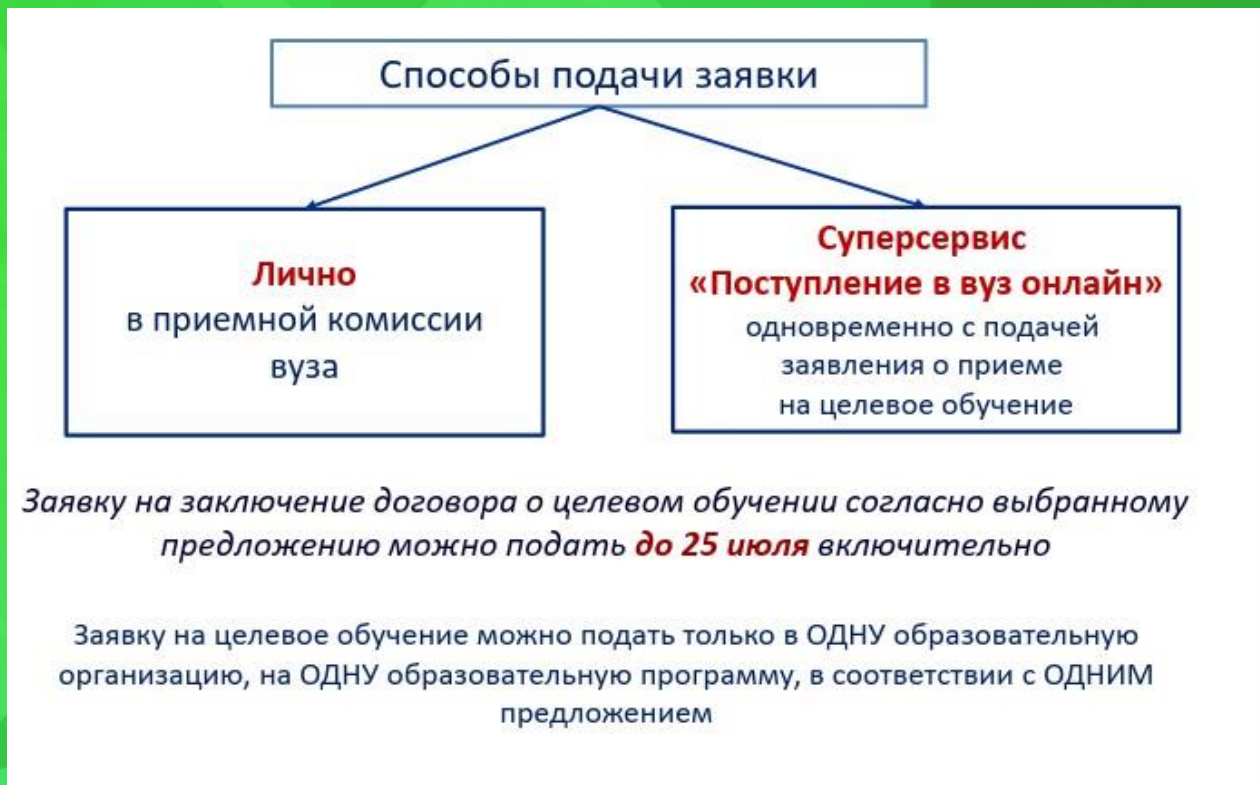 Способы подачи заявки
Лично
в приемной комиссии
вуза
Суперсервис
«Поступление в вуз онлайн»
одновременно с подачей
заявления о приеме
на целевое обучение
Заявку на заключение договора о целевом обучении согласно выбранному
предложению можно подать до 25 июля включительно
Заявку на целевое обучение можно подать только в ОДНУ образовательную
организацию, на ОДНУ образовательную программу, в соответствии с ОДНИМ
предложением